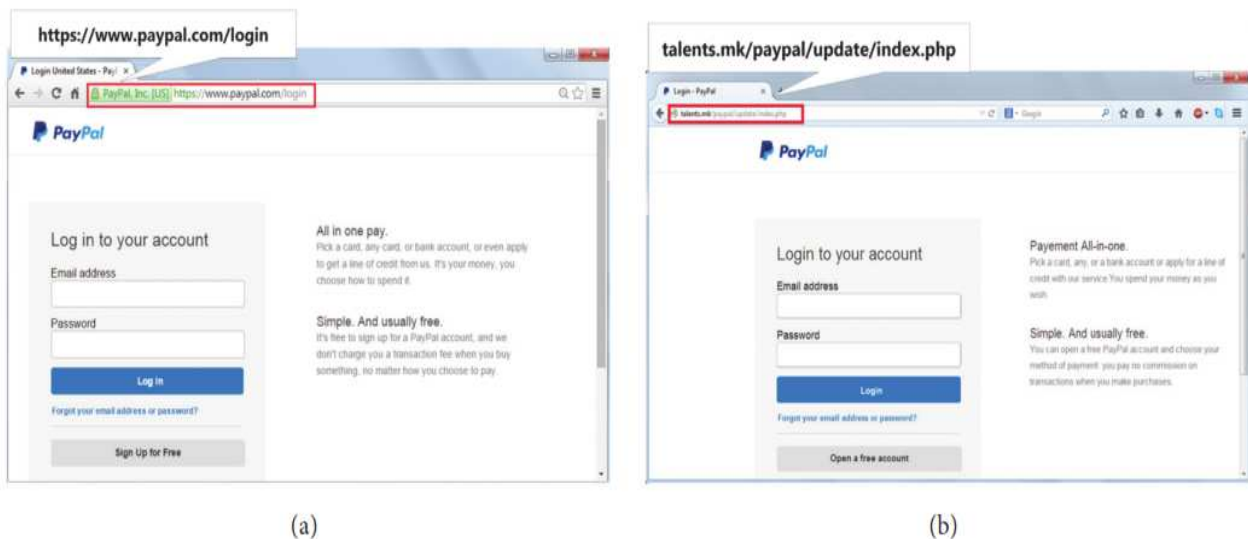 https://www.paypal.com/login
Login United States - Pay
PayPal, Inc. [US] https://www.paypal.com/login
PayPal
Log in to your account
Email address
Password
Log In
Forgot your email address or password?
Sign Up for Free
All in one pay.
Pick a card, any card, or bank account, or even apply
to get a line of credit from us. It's your money, you
choose how to spend it.
Simple. And usually free.
It's free to sign up for a PayPal account, and we
don't charge you a transaction fee when you buy
something, no matter how you choose to pay.
(a)
talents.mk/paypal/update/index.php
Login - PayPal
talents.mk/paypal/update/index.php
Google
PayPal
Login to your account
Email address
Password
Login
Forgot your email address or password?
Open a free account
Payement All-in-one.
Pick a card, any, or a bank account or apply for a line of
credit with our service You spend your money as you
wish.
Simple. And usually free.
You can open a free PayPal account and choose your
method of payment: you pay no commission on
transactions when you make purchases.
(b)